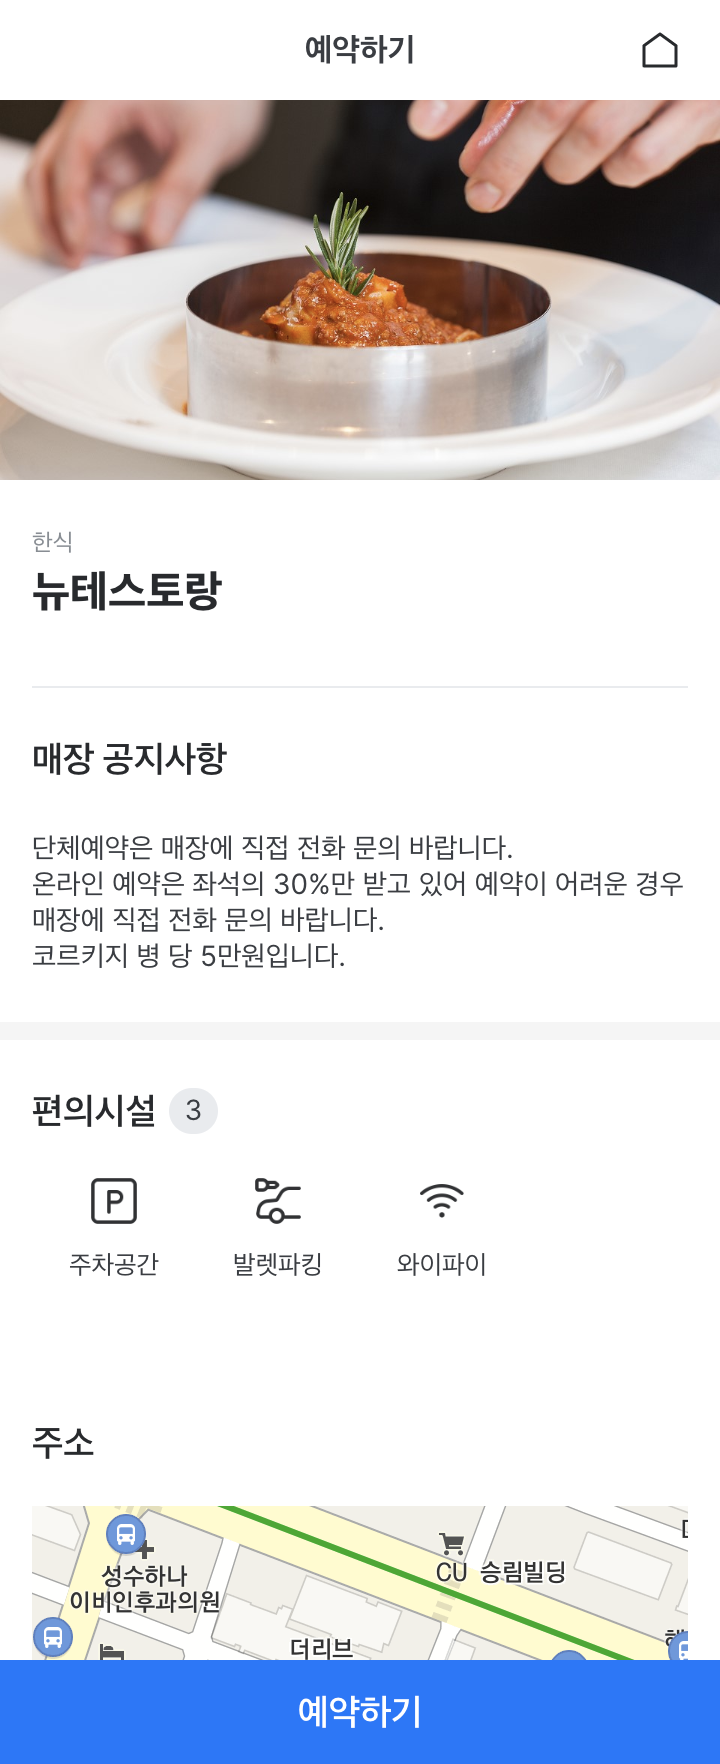 예약하기
한식
뉴테스토랑
매장 공지사항
단체예약은 매장에 직접 전화 문의 바랍니다.
온라인 예약은 좌석의 30%만 받고 있어 예약이 어려운 경우
매장에 직접 전화 문의 바랍니다.
코르키지 병 당 5만원입니다.
편의시설 3
P
주차공간 발렛파킹 와이파이
주소
CU 승림빌딩
성수하나
이비인후과의원
더리브
예약하기